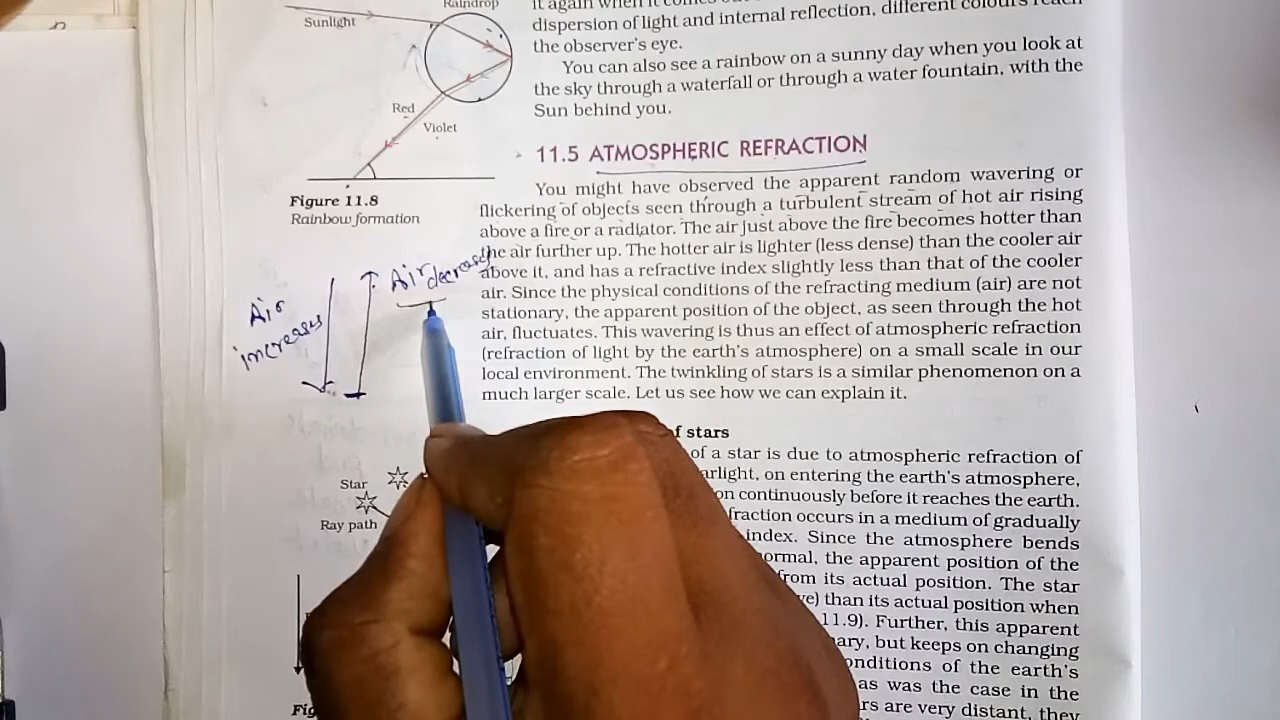 Raindrop
Sunlight
Red
Violet
Figure 11.8
Rainbow formation
it again when it comes
dispersion of light and internal reflection, different colours reach
the observer's eye.
You can also see a rainbow on a sunny day when you look at
the sky through a waterfall or through a water fountain, with the
Sun behind you.
11.5 ATMOSPHERIC REFRACTION
You might have observed the apparent random wavering or
flickering of objects seen through a turbulent stream of hot air rising
above a fire or a radiator. The air just above the fire becomes hotter than
the air further up. The hotter air is lighter (less dense) than the cooler air
above it, and has a refractive index slightly less than that of the cooler
air. Since the physical conditions of the refracting medium (air) are not
stationary, the apparent position of the object, as seen through the hot
air, fluctuates. This wavering is thus an effect of atmospheric refraction
(refraction of light by the earth's atmosphere) on a small scale in our
local environment. The twinkling of stars is a similar phenomenon on a
much larger scale. Let us see how we can explain it.
Air
increases
Air decreases
Star
Ray path
Fig
f stars
of a star is due to atmospheric refraction of
arlight, on entering the earth's atmosphere,
on continuously before it reaches the earth.
fraction occurs in a medium of gradually
index. Since the atmosphere bends
ormal, the apparent position of the
from its actual position. The star
ve) than its actual position when
11.9). Further, this apparent
nary, but keeps on changing
onditions of the earth's
as was the case in the
rs are very distant, they